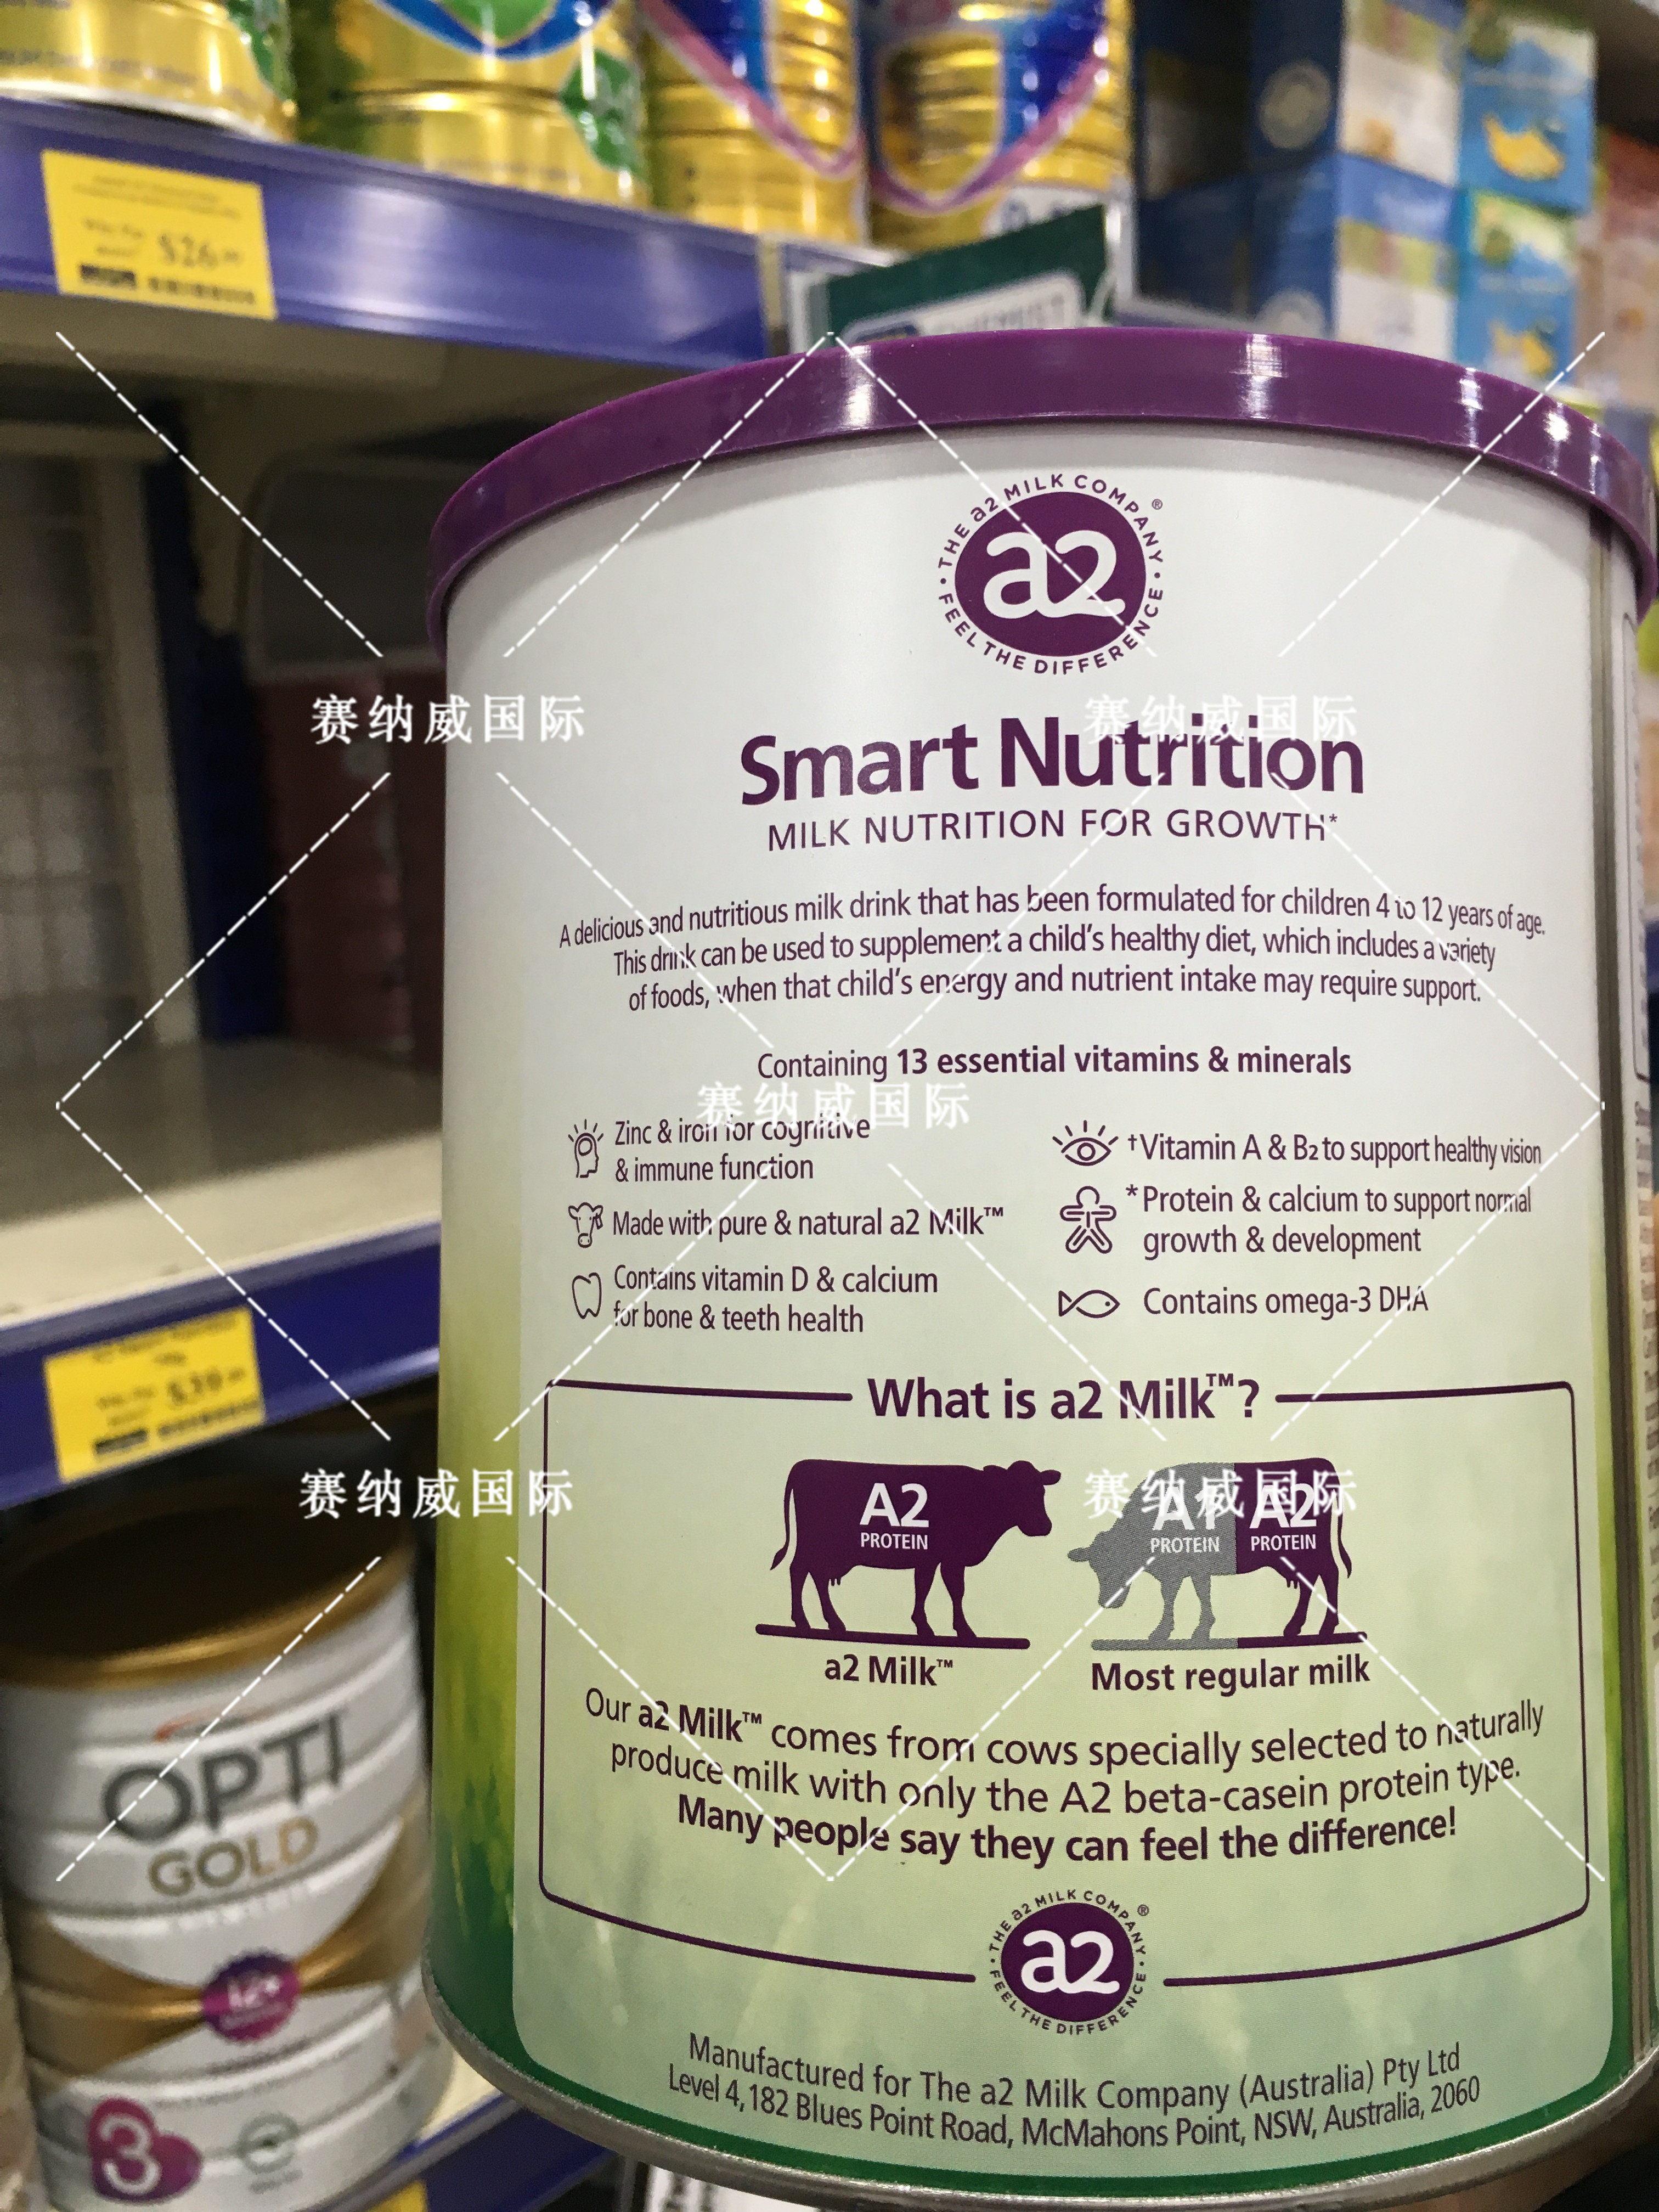 $26
THE a2 MILK COMPANY ®
a2
FEEL THE DIFFERENCE
赛纳威国际
赛纳威国际
Smart Nutrition
MILK NUTRITION FOR GROWTH*
A delicious and nutritious milk drink that has been formulated for children 4 to 12 years of age.
This drink can be used to supplement a child's healthy diet, which includes a variety
of foods, when that child's energy and nutrient intake may require support.
Containing 13 essential vitamins & minerals
赛纳威国际
Zinc & iron for cognitive
& immune function
Made with pure & natural a2 Milk™
Contains vitamin D & calcium
for bone & teeth health
†Vitamin A & B2 to support healthy vision
*Protein & calcium to support normal
growth & development
Contains omega-3 DHA
What is a2 Milk™?
赛纳威国际
赛纳威国际
A2
PROTEIN
A1
PROTEIN
A2
PROTEIN
a2 Milk™
Most regular milk
Our a2 Milk™ comes from cows specially selected to naturally
produce milk with only the A2 beta-casein protein type.
Many people say they can feel the difference!
THE a2 MILK COMPANY ®
a2
FEEL THE DIFFERENCE
Manufactured for The a2 Milk Company (Australia) Pty Ltd
Level 4, 182 Blues Point Road, McMahons Point, NSW, Australia, 2060
OPTI
GOLD
12+
3